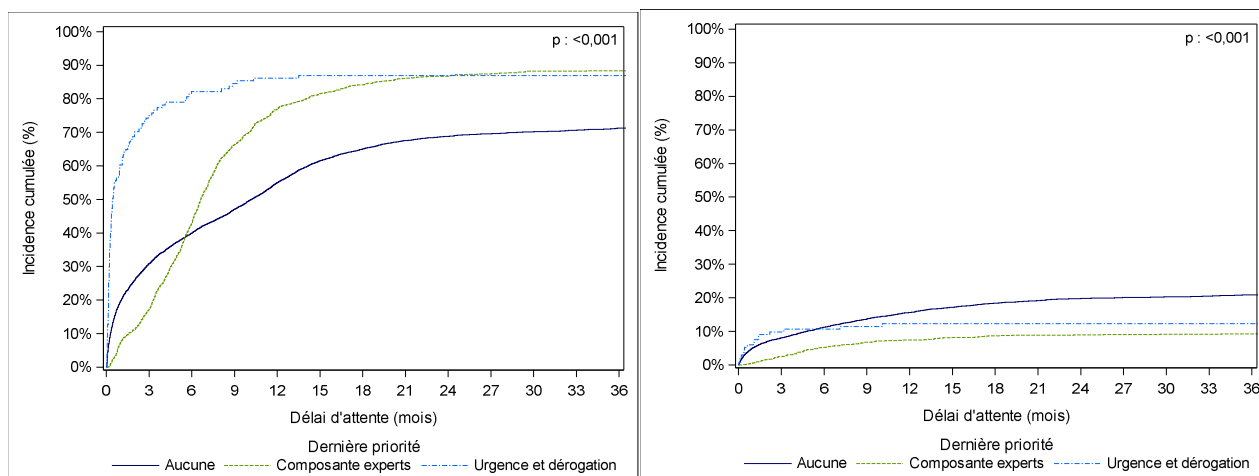 p : <0,001
Incidence cumulée (%)
100%
90%
80%
70%
60%
50%
40%
30%
20%
10%
0%
0 3 6 9 12 15 18 21 24 27 30 33 36
Délai d'attente (mois)
Dernière priorité
Aucune Composante experts Urgence et dérogation
p : <0,001
Incidence cumulée (%)
100%
90%
80%
70%
60%
50%
40%
30%
20%
10%
0%
0 3 6 9 12 15 18 21 24 27 30 33 36
Délai d'attente (mois)
Dernière priorité
Aucune Composante experts Urgence et dérogation